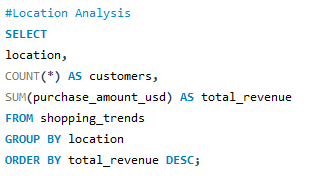 #Location Analysis
SELECT
location,
COUNT(*) AS customers,
SUM(purchase_amount_usd) AS total_revenue
FROM shopping_trends
GROUP BY location
ORDER BY total_revenue DESC;